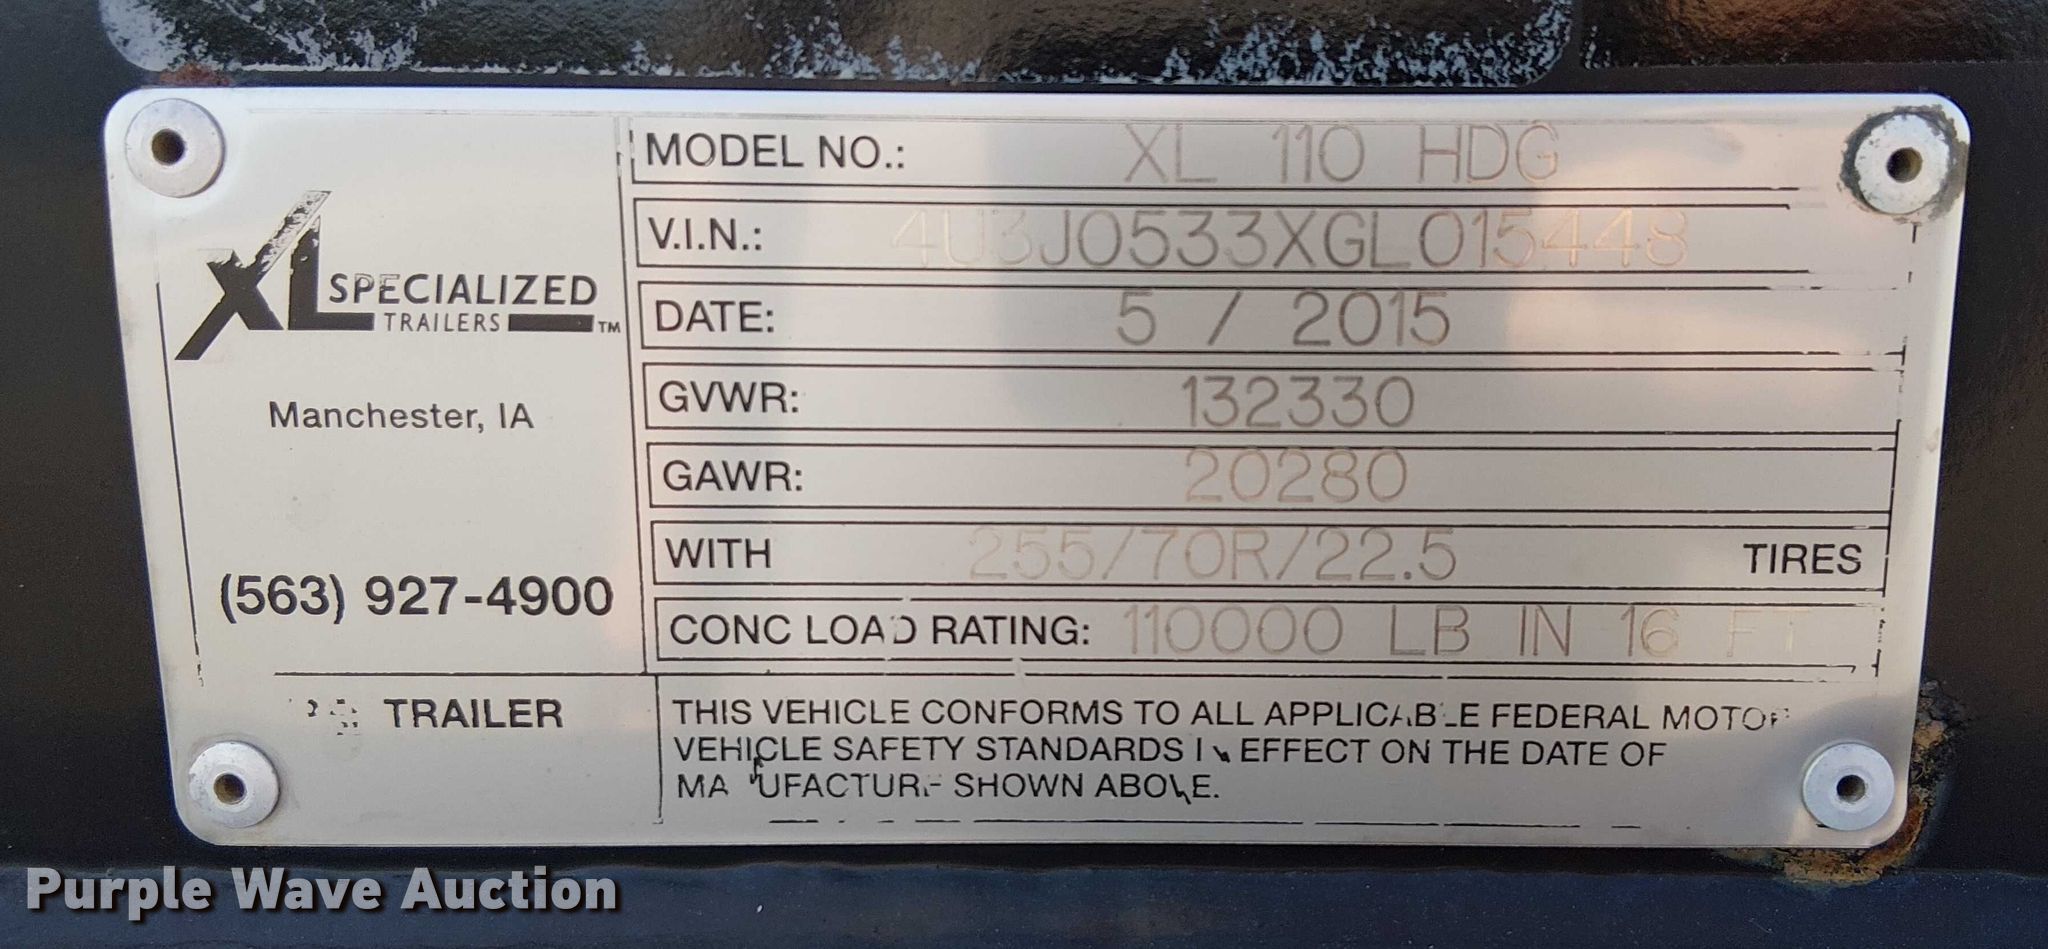 MODEL NO.: XL 110 HDG
V.I.N.: 4U3J0533XGL015448
DATE: 5 / 2015
GVWR: 132330
GAWR: 20280
WITH 255/70R/22.5 TIRES
CONC LOAD RATING: 110000 LB IN 16 FT
XL SPECIALIZED
TRAILERS TM
Manchester, IA
(563) 927-4900
TRAILER
THIS VEHICLE CONFORMS TO ALL APPLICABLE FEDERAL MOTOR
VEHICLE SAFETY STANDARDS IN EFFECT ON THE DATE OF
MANUFACTURE SHOWN ABOVE.
Purple Wave Auction